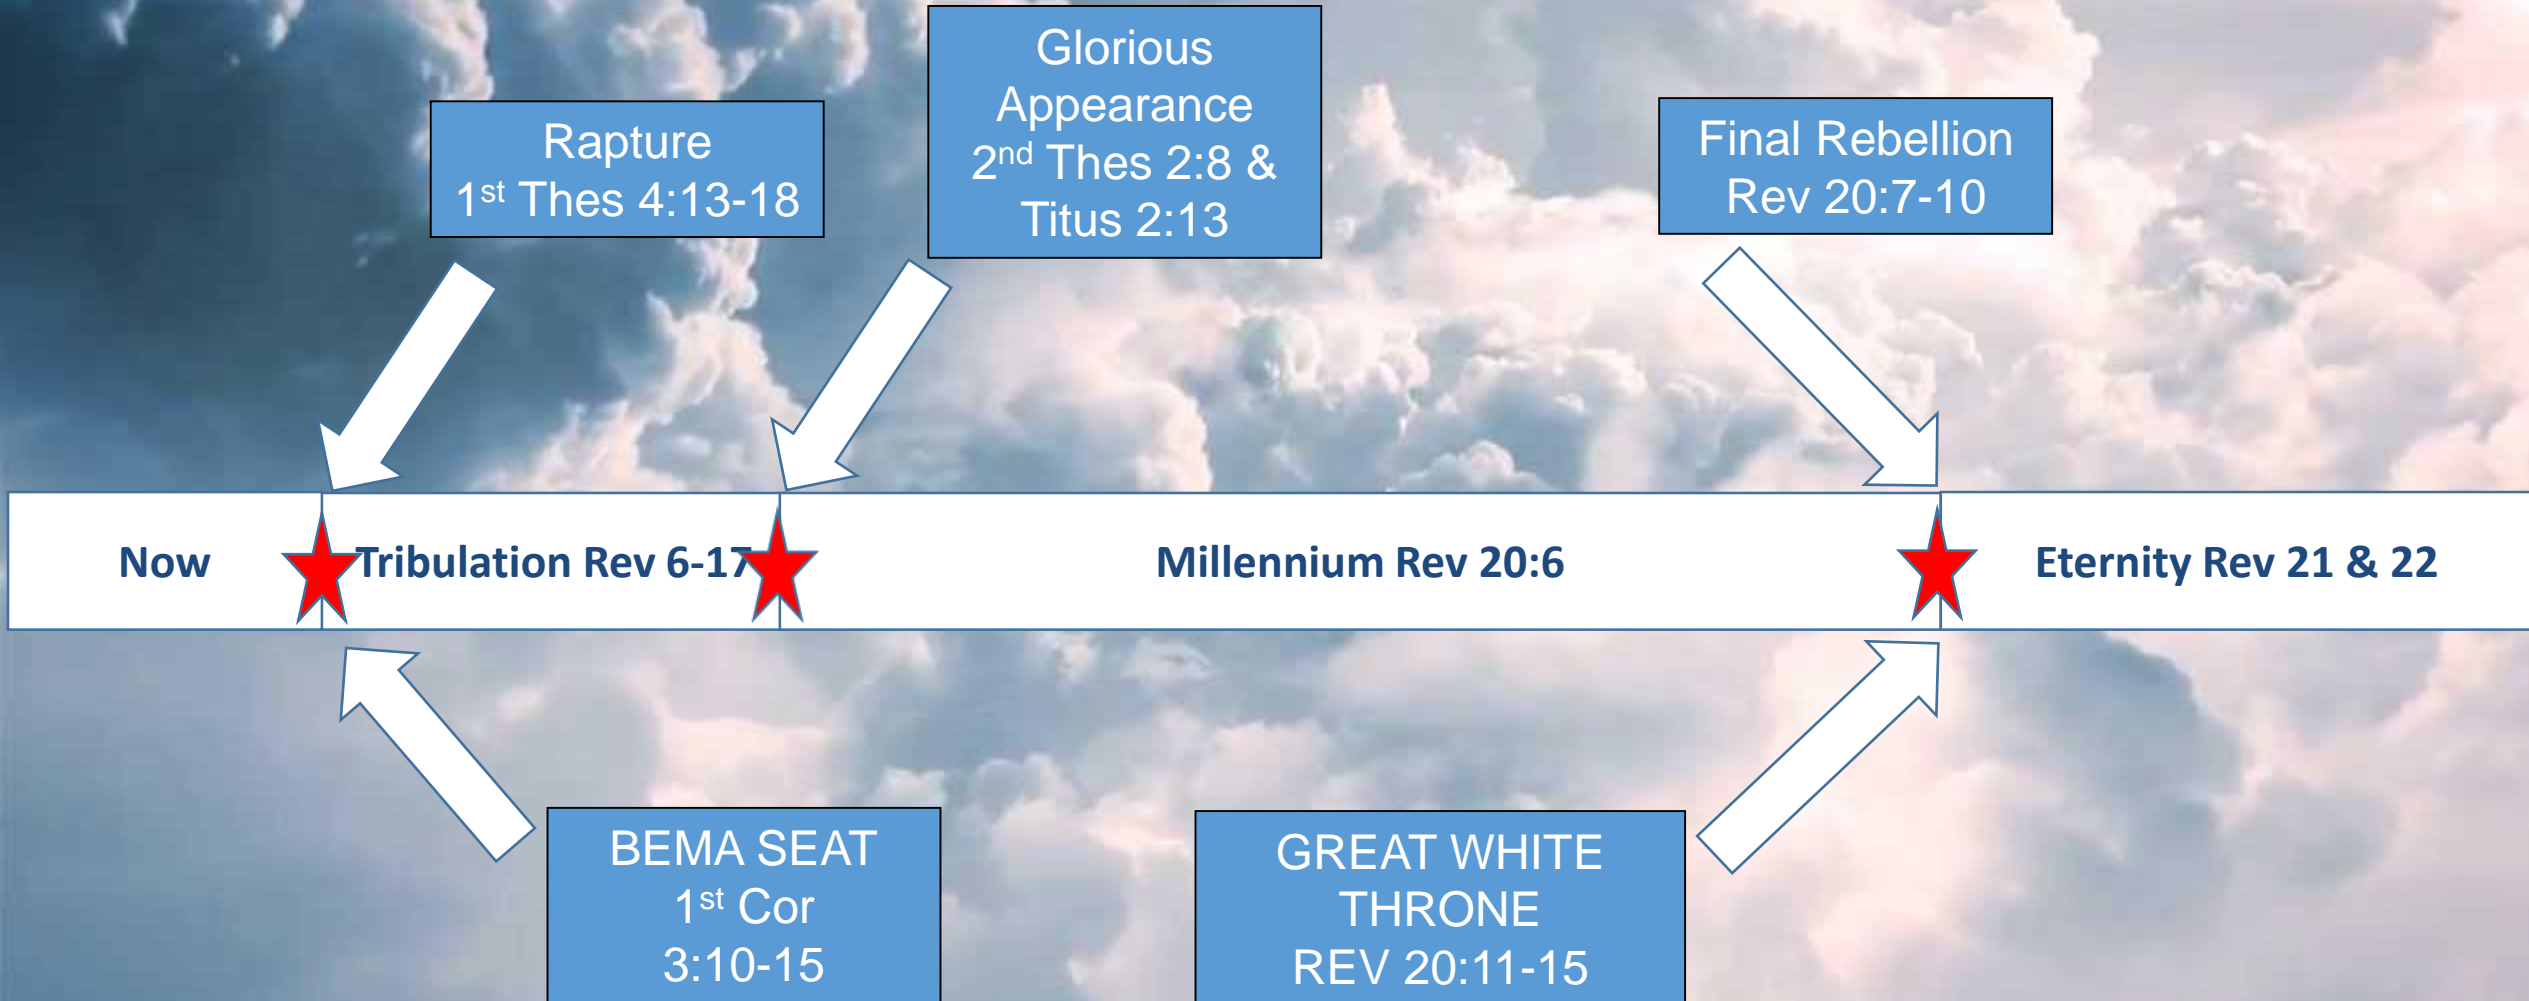 Rapture
1st Thes 4:13-18
Glorious
Appearance
2nd Thes 2:8 &
Titus 2:13
Final Rebellion
Rev 20:7-10
Now
Tribulation Rev 6-17
Millennium Rev 20:6
Eternity Rev 21 & 22
BEMA SEAT
1st Cor
3:10-15
GREAT WHITE
THRONE
REV 20:11-15